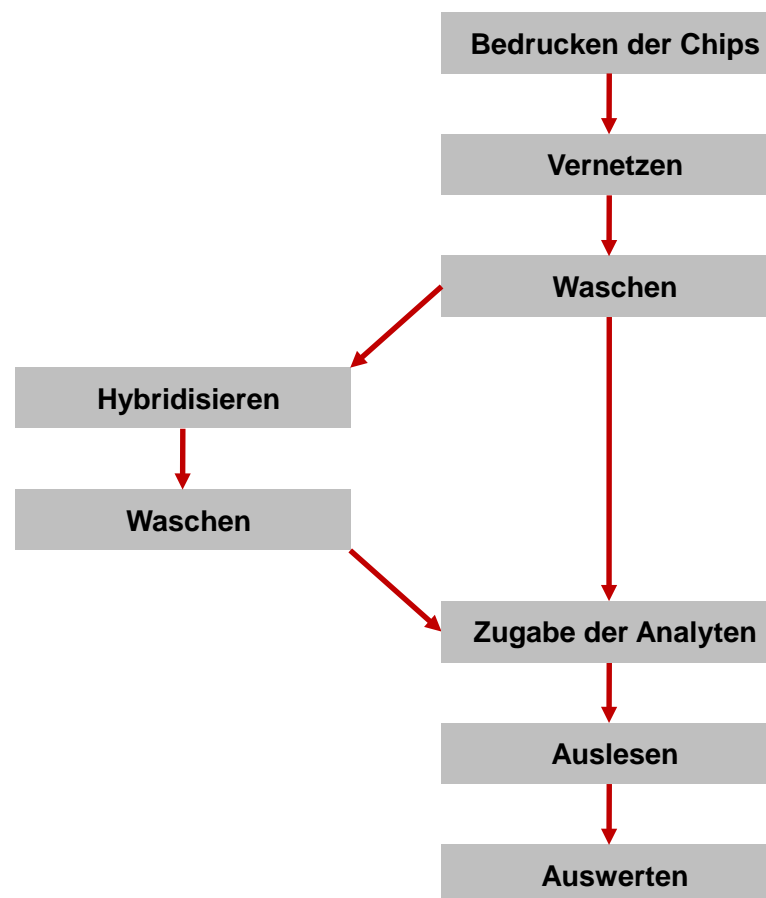 Bedrucken der Chips
Vernetzen
Waschen
Hybridisieren
Waschen
Zugabe der Analyten
Auslesen
Auswerten